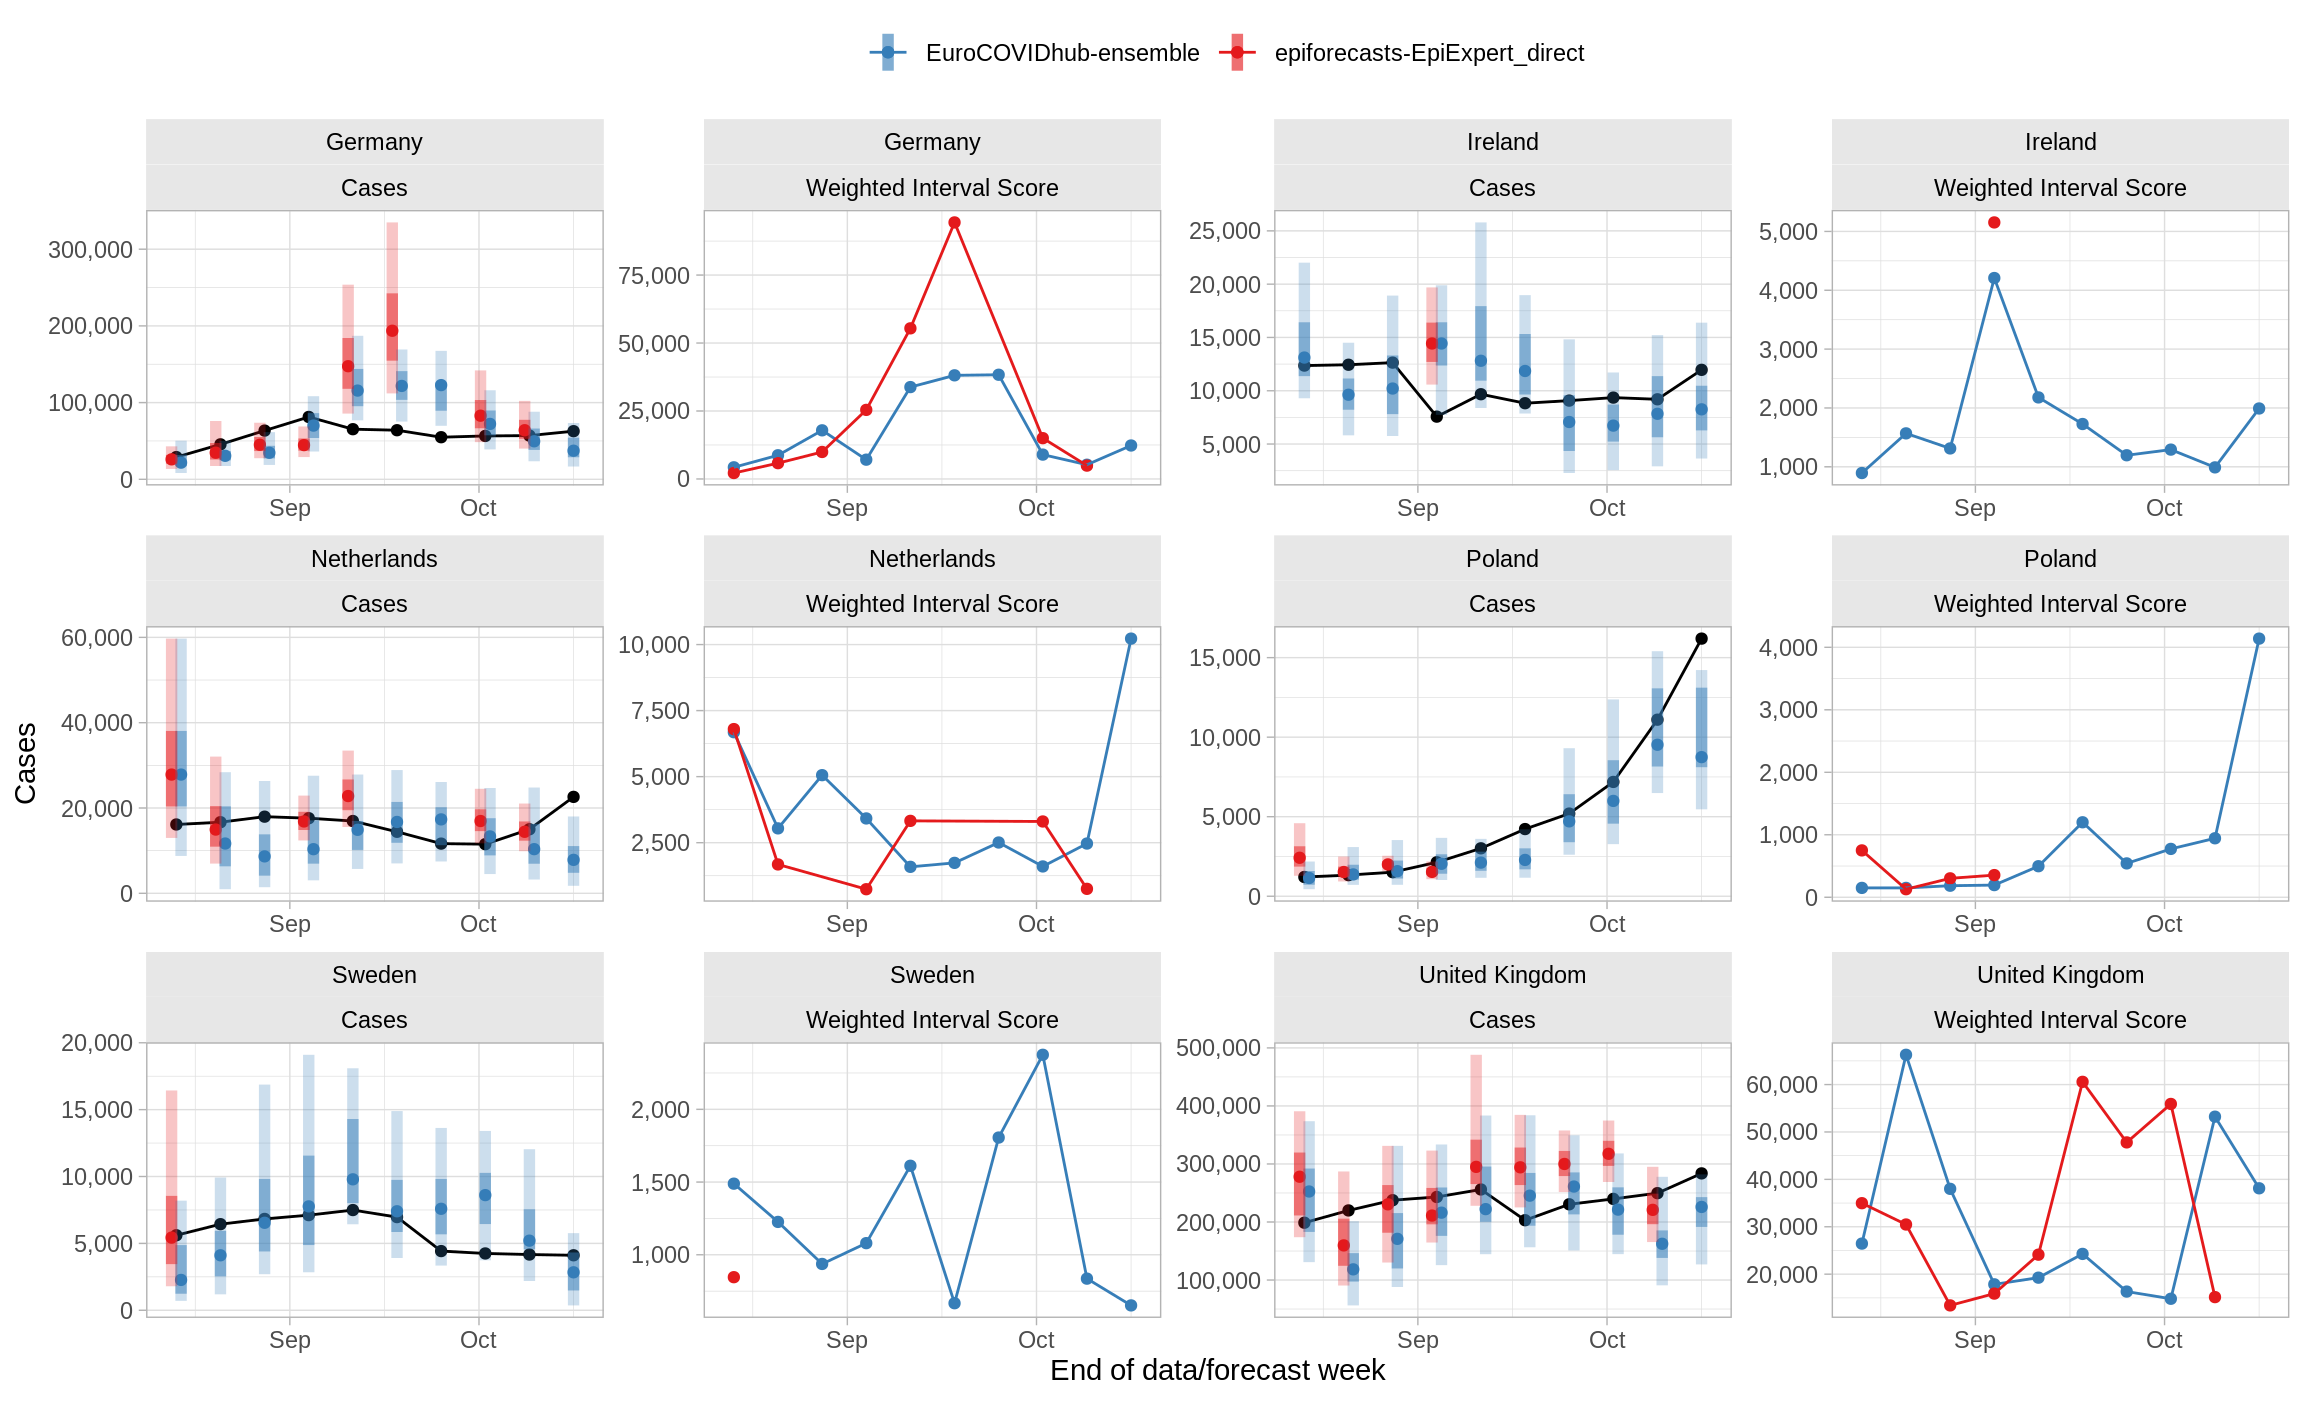 EuroCOVIDhub-ensemble epiforecasts-EpiExpert_direct
Germany Germany Ireland Ireland
Cases Weighted Interval Score Cases Weighted Interval Score
300,000
200,000
100,000
0
Sep Oct
75,000
50,000
25,000
0
Sep Oct
25,000
20,000
15,000
10,000
5,000
Sep Oct
5,000
4,000
3,000
2,000
1,000
Sep Oct
Netherlands Netherlands Poland Poland
Cases Weighted Interval Score Cases Weighted Interval Score
Cases
60,000
40,000
20,000
0
Sep Oct
10,000
7,500
5,000
2,500
Sep Oct
15,000
10,000
5,000
0
Sep Oct
4,000
3,000
2,000
1,000
0
Sep Oct
Sweden Sweden United Kingdom United Kingdom
Cases Weighted Interval Score Cases Weighted Interval Score
20,000
15,000
10,000
5,000
0
Sep Oct
2,000
1,500
1,000
Sep Oct
500,000
400,000
300,000
200,000
100,000
Sep Oct
60,000
50,000
40,000
30,000
20,000
Sep Oct
End of data/forecast week